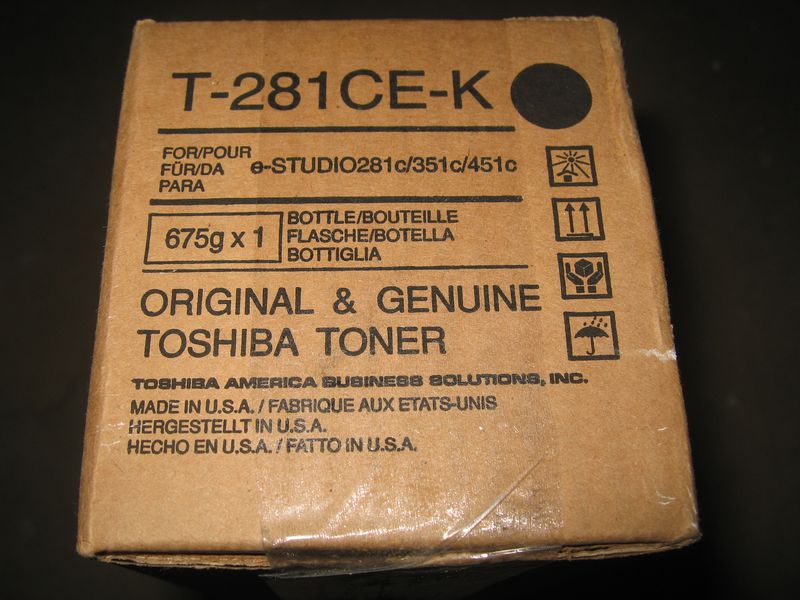 T-281CE-K
FOR/POUR
FÜR/DA
PARA
e-STUDIO281c/351c/451c
675g x 1
BOTTLE/BOUTEILLE
FLASCHE/BOTELLA
BOTTIGLIA
ORIGINAL & GENUINE
TOSHIBA TONER
TOSHIBA AMERICA BUSINESS SOLUTIONS, INC.
MADE IN U.S.A. / FABRIQUE AUX ETATS-UNIS
HERGESTELLT IN U.S.A.
HECHO EN U.S.A. / FATTO IN U.S.A.